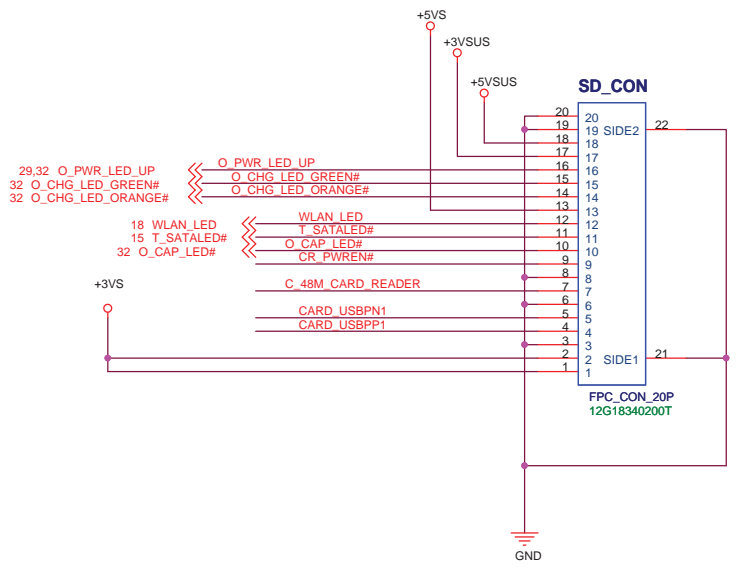 +5VS
+3VSUS
+5VSUS
SD_CON
20 20
19 19 SIDE2 22
18 18
17 17
29,32 O_PWR_LED_UP O_PWR_LED_UP 16 16
32 O_CHG_LED_GREEN# O_CHG_LED_GREEN# 15 15
32 O_CHG_LED_ORANGE# O_CHG_LED_ORANGE# 14 14
13 13
18 WLAN_LED WLAN_LED 12 12
15 T_SATALED# T_SATALED# 11 11
32 O_CAP_LED# O_CAP_LED# 10 10
CR_PWREN# 9 9
8 8
+3VS
C_48M_CARD_READER 7 7
6 6
CARD_USBPN1 5 5
CARD_USBPP1 4 4
3 3
2 2 SIDE1 21
1 1
FPC_CON_20P
12G18340200T
GND